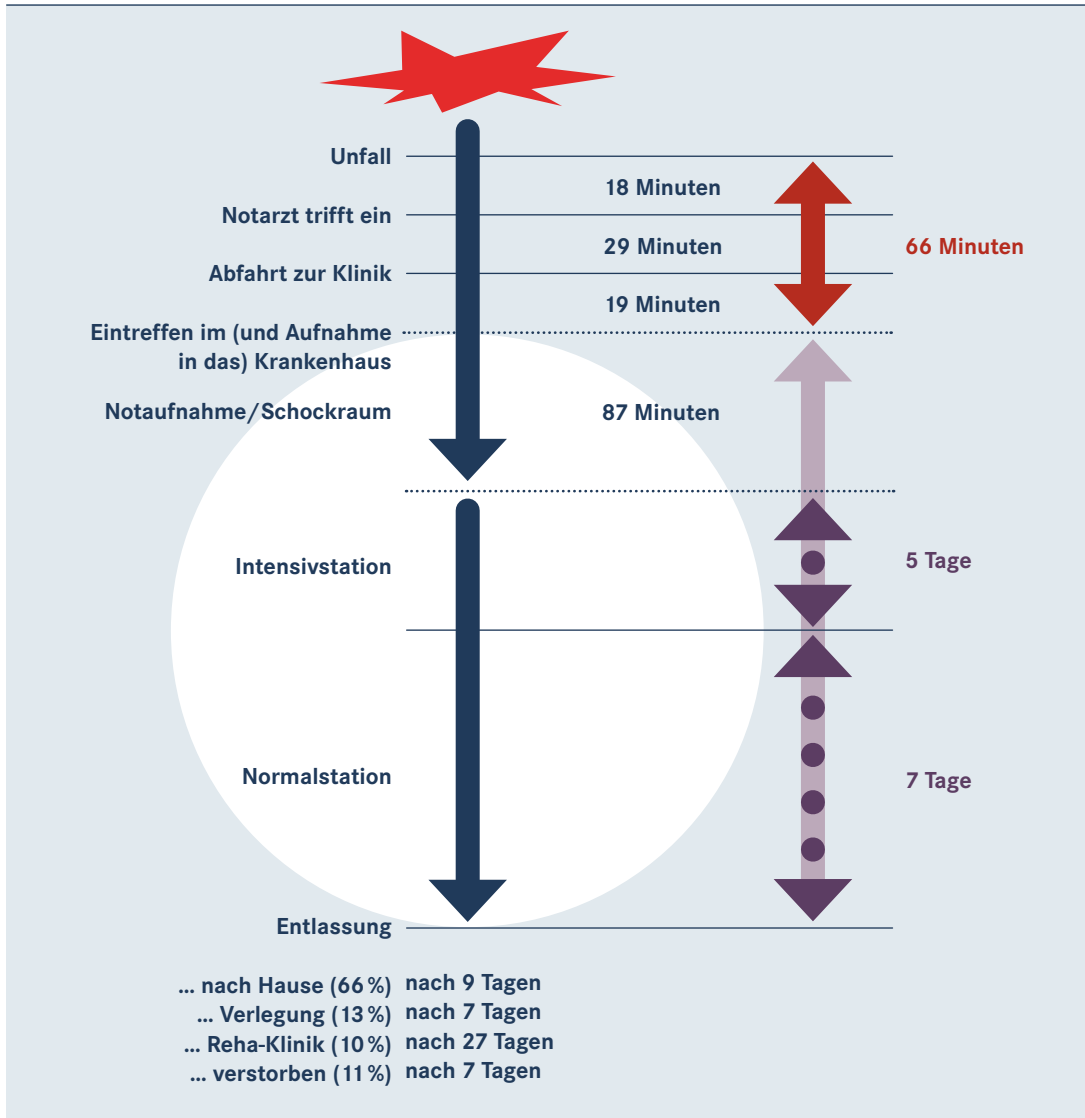 Unfall
18 Minuten
Notarzt trifft ein
29 Minuten
66 Minuten
Abfahrt zur Klinik
19 Minuten
Eintreffen im (und Aufnahme
in das) Krankenhaus
Notaufnahme/Schockraum
87 Minuten
Intensivstation
5 Tage
Normalstation
7 Tage
Entlassung
... nach Hause (66 %) nach 9 Tagen
... Verlegung (13 %) nach 7 Tagen
... Reha-Klinik (10 %) nach 27 Tagen
... verstorben (11 %) nach 7 Tagen